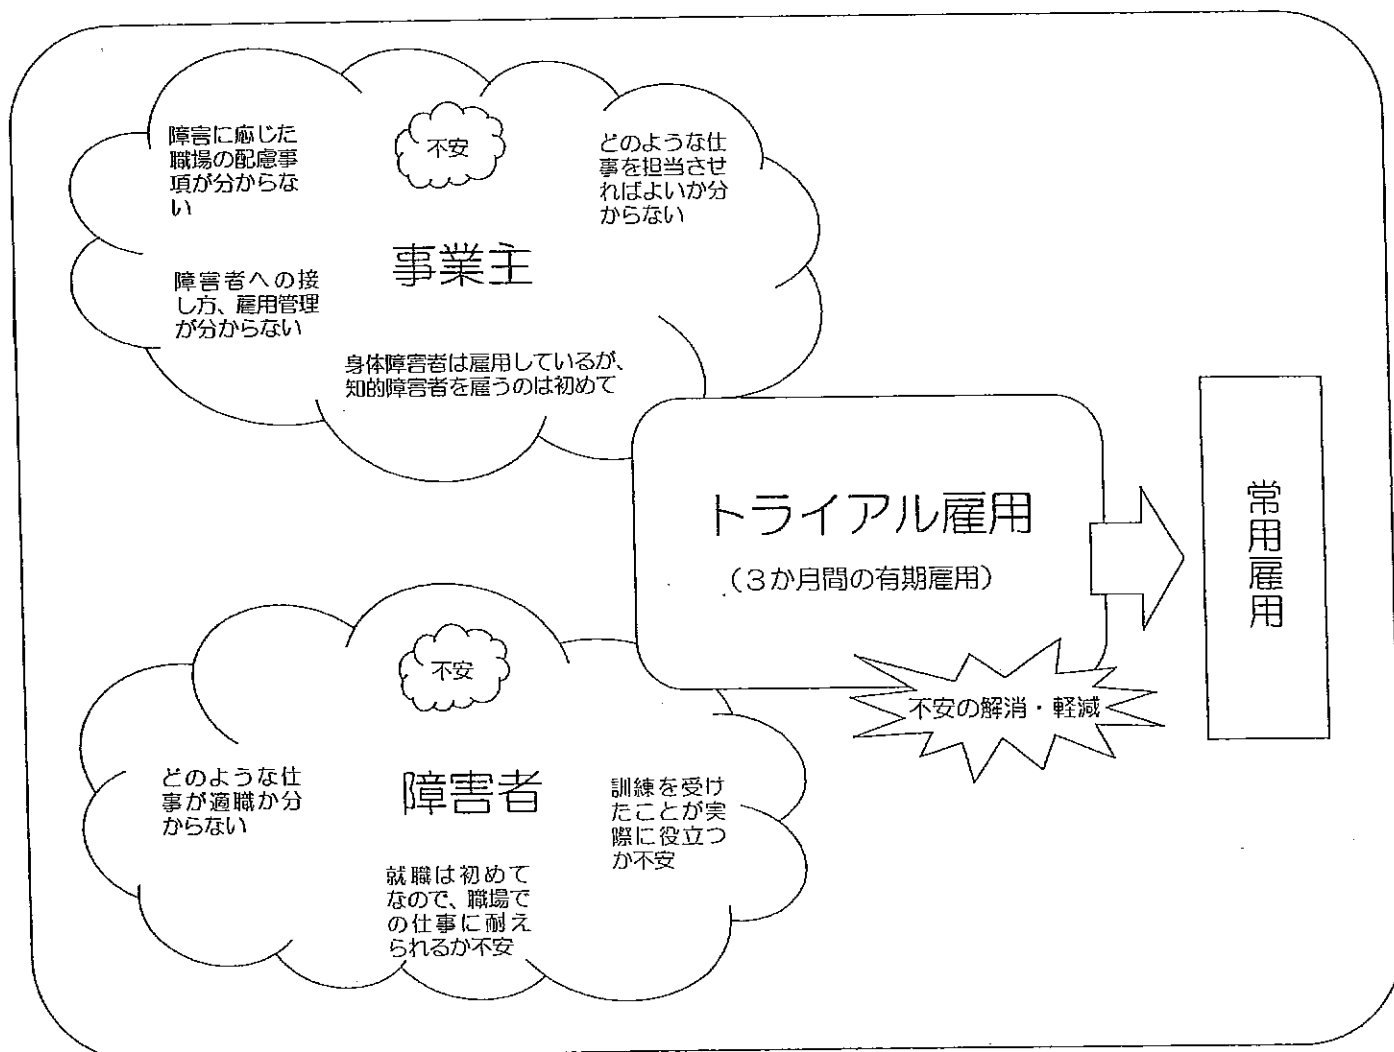 不安
障害に応じた
職場の配慮事
項が分からな
い
どのような仕
事を担当させ
ればよいか分
からない
事業主
障害者への接
し方、雇用管理
が分からない
身体障害者は雇用しているが、
知的障害者を雇うのは初めて
トライアル雇用
（３か月間の有期雇用）
常用雇用
不安の解消・軽減
不安
障害者
どのような仕
事が適職か分
からない
訓練を受け
たことが実
際に役立つ
か不安
就職は初めて
なので、職場で
の仕事に耐え
られるか不安